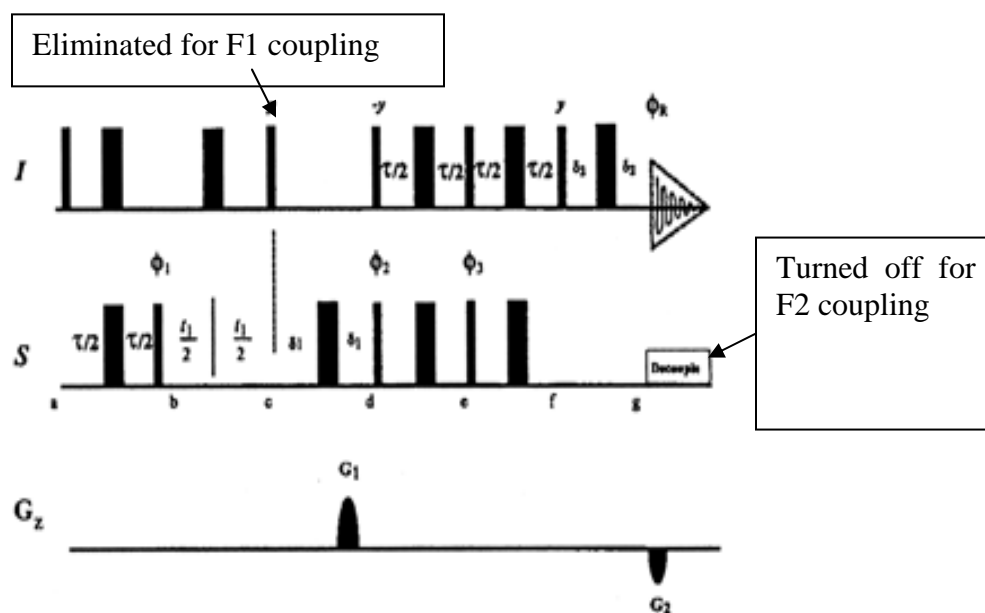 Eliminated for F1 coupling
-y y ϕR
I τ/2 τ/2 τ/2 τ/2 δ2 δ2
ϕ1 ϕ2 ϕ3
Turned off for
F2 coupling
S τ/2 τ/2 t1/2 t1/2 δ1 δ1 Decouple
a b c d e f g
G1
Gz
G2